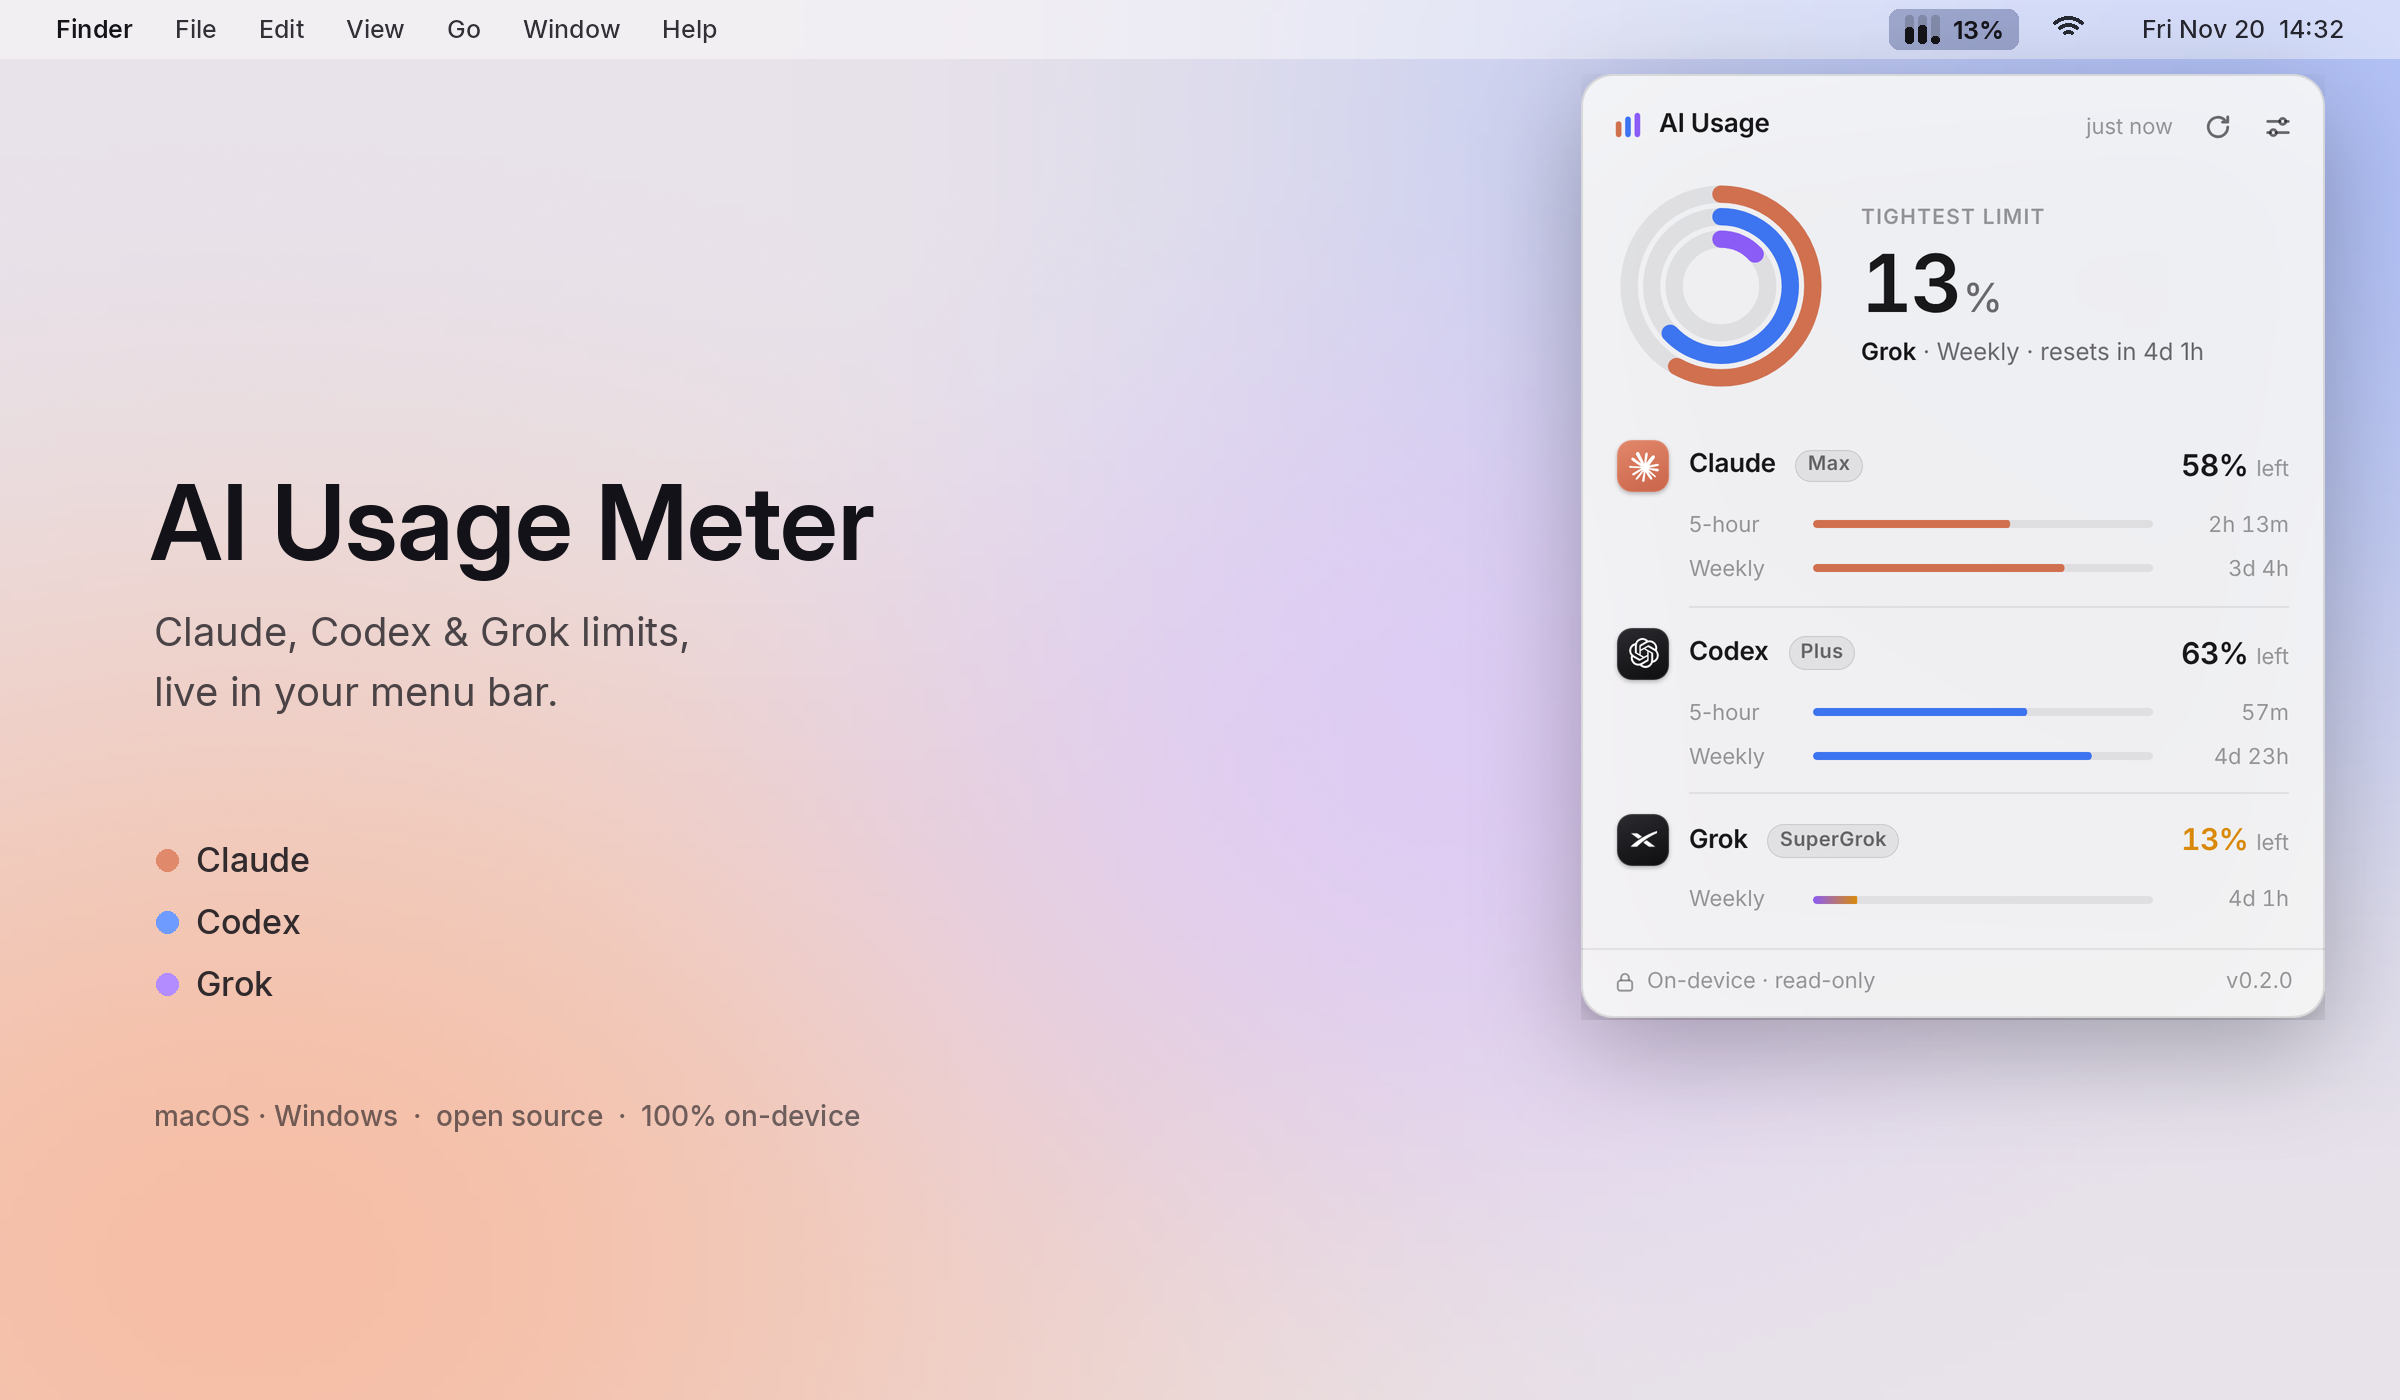 Finder File Edit View Go Window Help 13% Fri Nov 20 14:32
AI Usage Meter
Claude, Codex & Grok limits,
live in your menu bar.
Claude
Codex
Grok
macOS · Windows · open source · 100% on-device
AI Usage just now
TIGHTEST LIMIT
13%
Grok · Weekly · resets in 4d 1h
Claude Max 58% left
5-hour 2h 13m
Weekly 3d 4h
Codex Plus 63% left
5-hour 57m
Weekly 4d 23h
Grok SuperGrok 13% left
Weekly 4d 1h
On-device · read-only v0.2.0